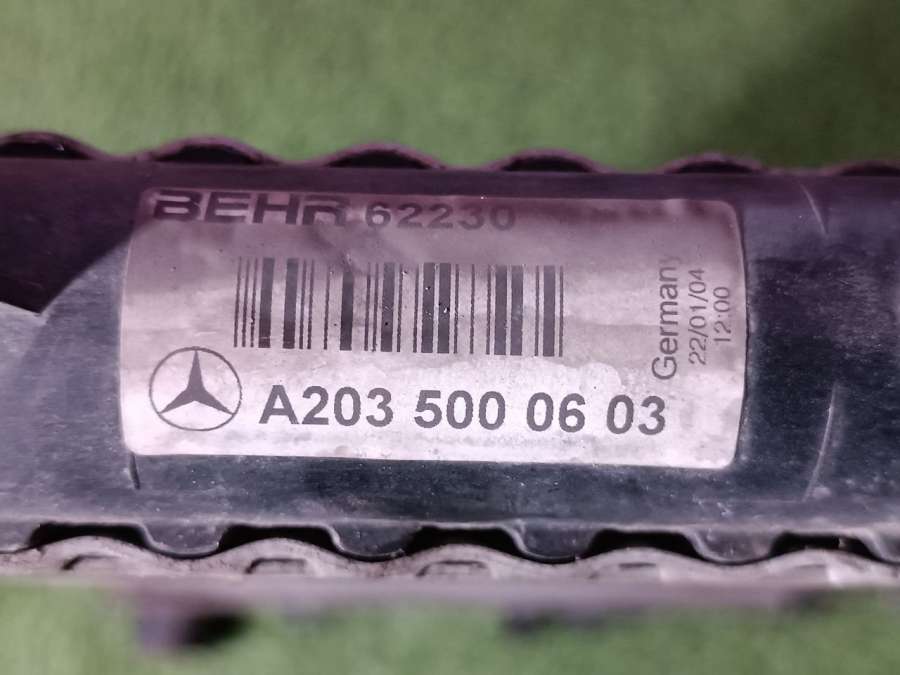 BEHR 62230
Germany
22/01/04
12:00
A203 500 06 03